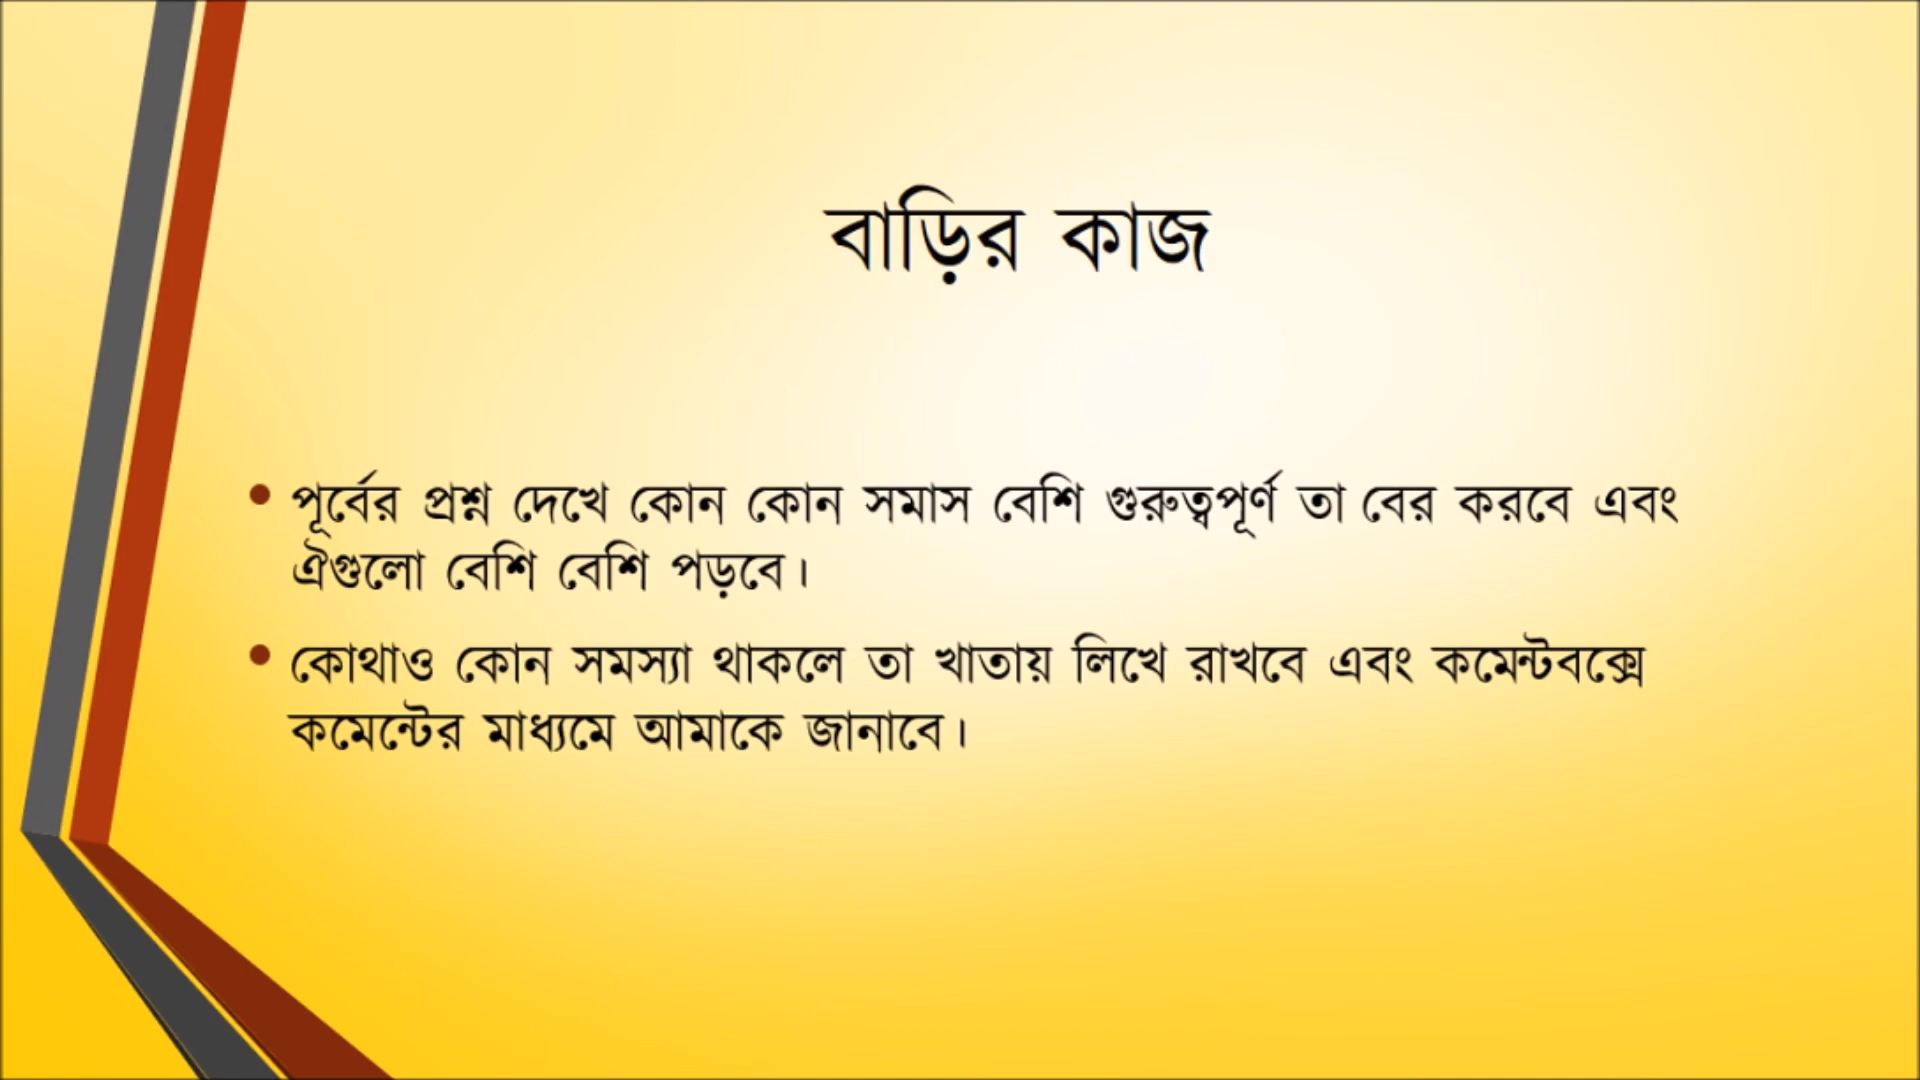 বাড়ির কাজ
• পূর্বের প্রশ্ন দেখে কোন কোন সমাস বেশি গুরুত্বপূর্ণ তা বের করবে এবং
ঐগুলো বেশি বেশি পড়বে।
• কোথাও কোন সমস্যা থাকলে তা খাতায় লিখে রাখবে এবং কমেন্টবক্সে
কমেন্টের মাধ্যমে আমাকে জানাবে।